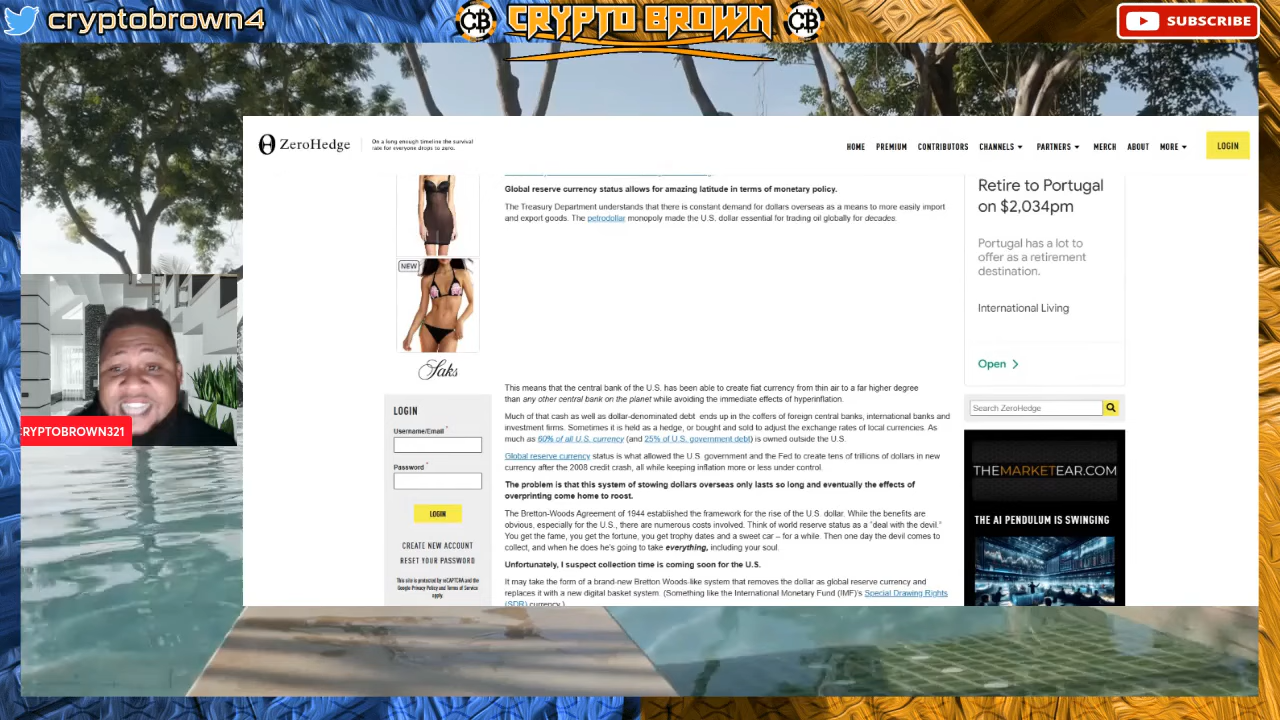 cryptobrown4
CB
CRYPTO BROWN
CB
SUBSCRIBE
ZeroHedge
On a long enough timeline the survival
rate for everyone drops to zero.
HOME
PREMIUM
CONTRIBUTORS
CHANNELS
PARTNERS
MERCH
ABOUT
MORE
LOGIN
Global reserve currency status allows for amazing latitude in terms of monetary policy.
The Treasury Department understands that there is constant demand for dollars overseas as a means to more easily import
and export goods. The petrodollar monopoly made the U.S. dollar essential for trading oil globally for decades.
NEW
Saks
This means that the central bank of the U.S. has been able to create fiat currency from thin air to a far higher degree
than any other central bank on the planet while avoiding the immediate effects of hyperinflation.
Much of that cash as well as dollar-denominated debt ends up in the coffers of foreign central banks, international banks and
investment firms. Sometimes it is held as a hedge, or bought and sold to adjust the exchange rates of local currencies. As
much as 60% of all U.S. currency (and 25% of U.S. government debt) is owned outside the U.S.
Global reserve currency status is what allowed the U.S. government and the Fed to create tens of trillions of dollars in new
currency after the 2008 credit crash, all while keeping inflation more or less under control.
The problem is that this system of stowing dollars overseas only lasts so long and eventually the effects of
overprinting come home to roost.
The Bretton-Woods Agreement of 1944 established the framework for the rise of the U.S. dollar. While the benefits are
obvious, especially for the U.S., there are numerous costs involved. Think of world reserve status as a "deal with the devil."
You get the fame, you get the fortune, you get trophy dates and a sweet car – for a while. Then one day the devil comes to
collect, and when he does he's going to take everything, including your soul.
Unfortunately, I suspect collection time is coming soon for the U.S.
It may take the form of a brand-new Bretton Woods-like system that removes the dollar as global reserve currency and
replaces it with a new digital basket system. (Something like the International Monetary Fund (IMF)'s Special Drawing Rights
(SDR) currency.)
LOGIN
Username/Email *
Password *
LOGIN
CREATE NEW ACCOUNT
RESET YOUR PASSWORD
This site is protected by reCAPTCHA and the
Google Privacy Policy and Terms of Service
apply.
Retire to Portugal
on $2,034pm
Portugal has a lot to
offer as a retirement
destination.
International Living
Open
Search ZeroHedge
THEMARKETEAR.COM
THE AI PENDULUM IS SWINGING
CRYPTOBROWN321